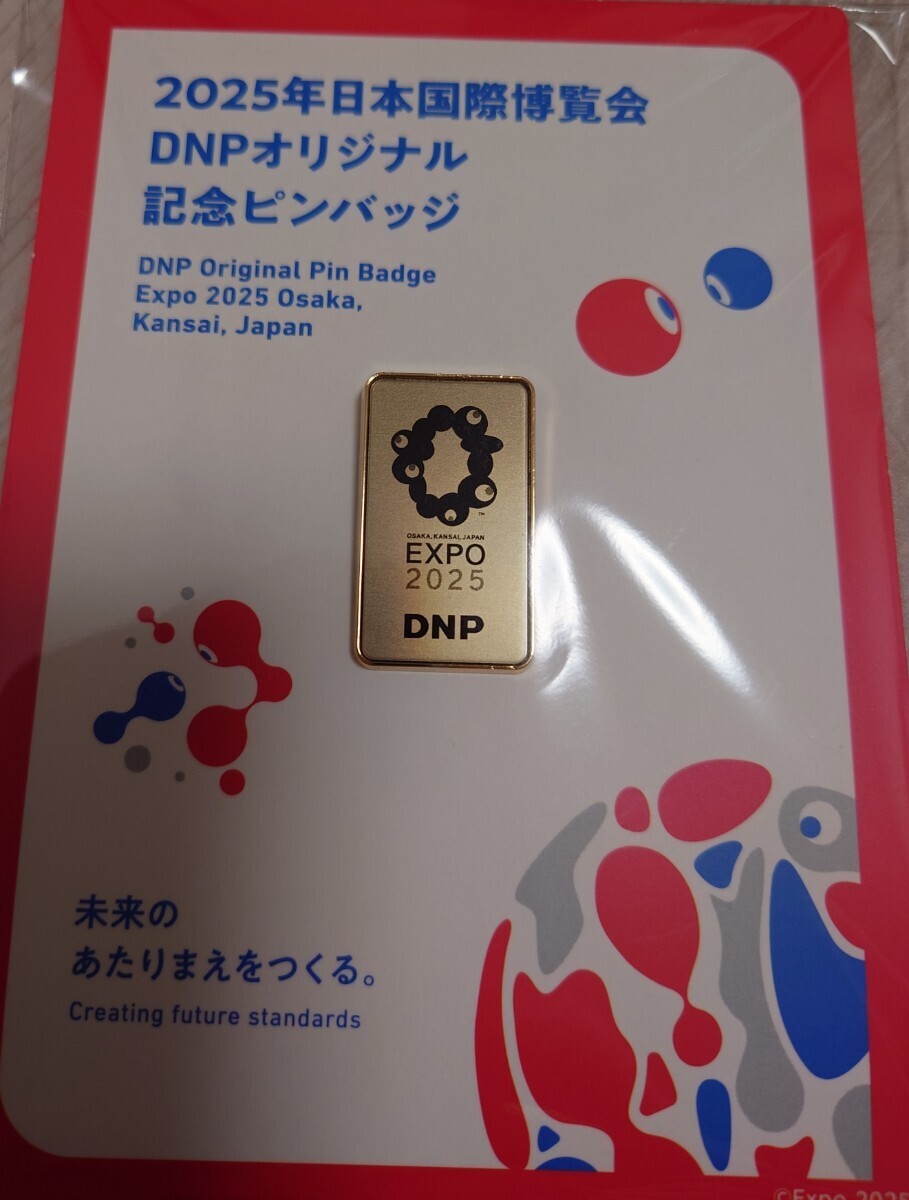 2025年日本国際博覧会
DNPオリジナル
記念ピンバッジ
DNP Original Pin Badge
Expo 2025 Osaka,
Kansai, Japan
™
OSAKA, KANSAI, JAPAN
EXPO
2025
DNP
未来の
あたりまえをつくる。
Creating future standards
©Expo 2025